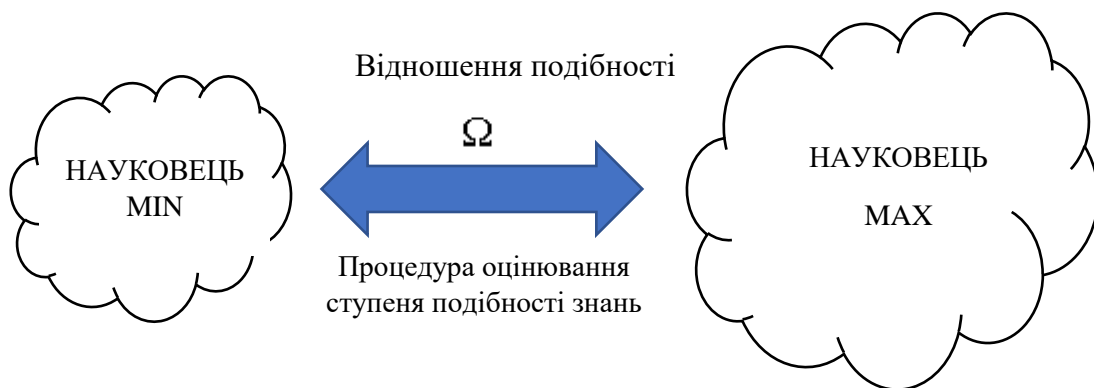 НАУКОВЕЦЬ
MIN
Відношення подібності
Ω
Процедура оцінювання
ступеня подібності знань
НАУКОВЕЦЬ
MAX